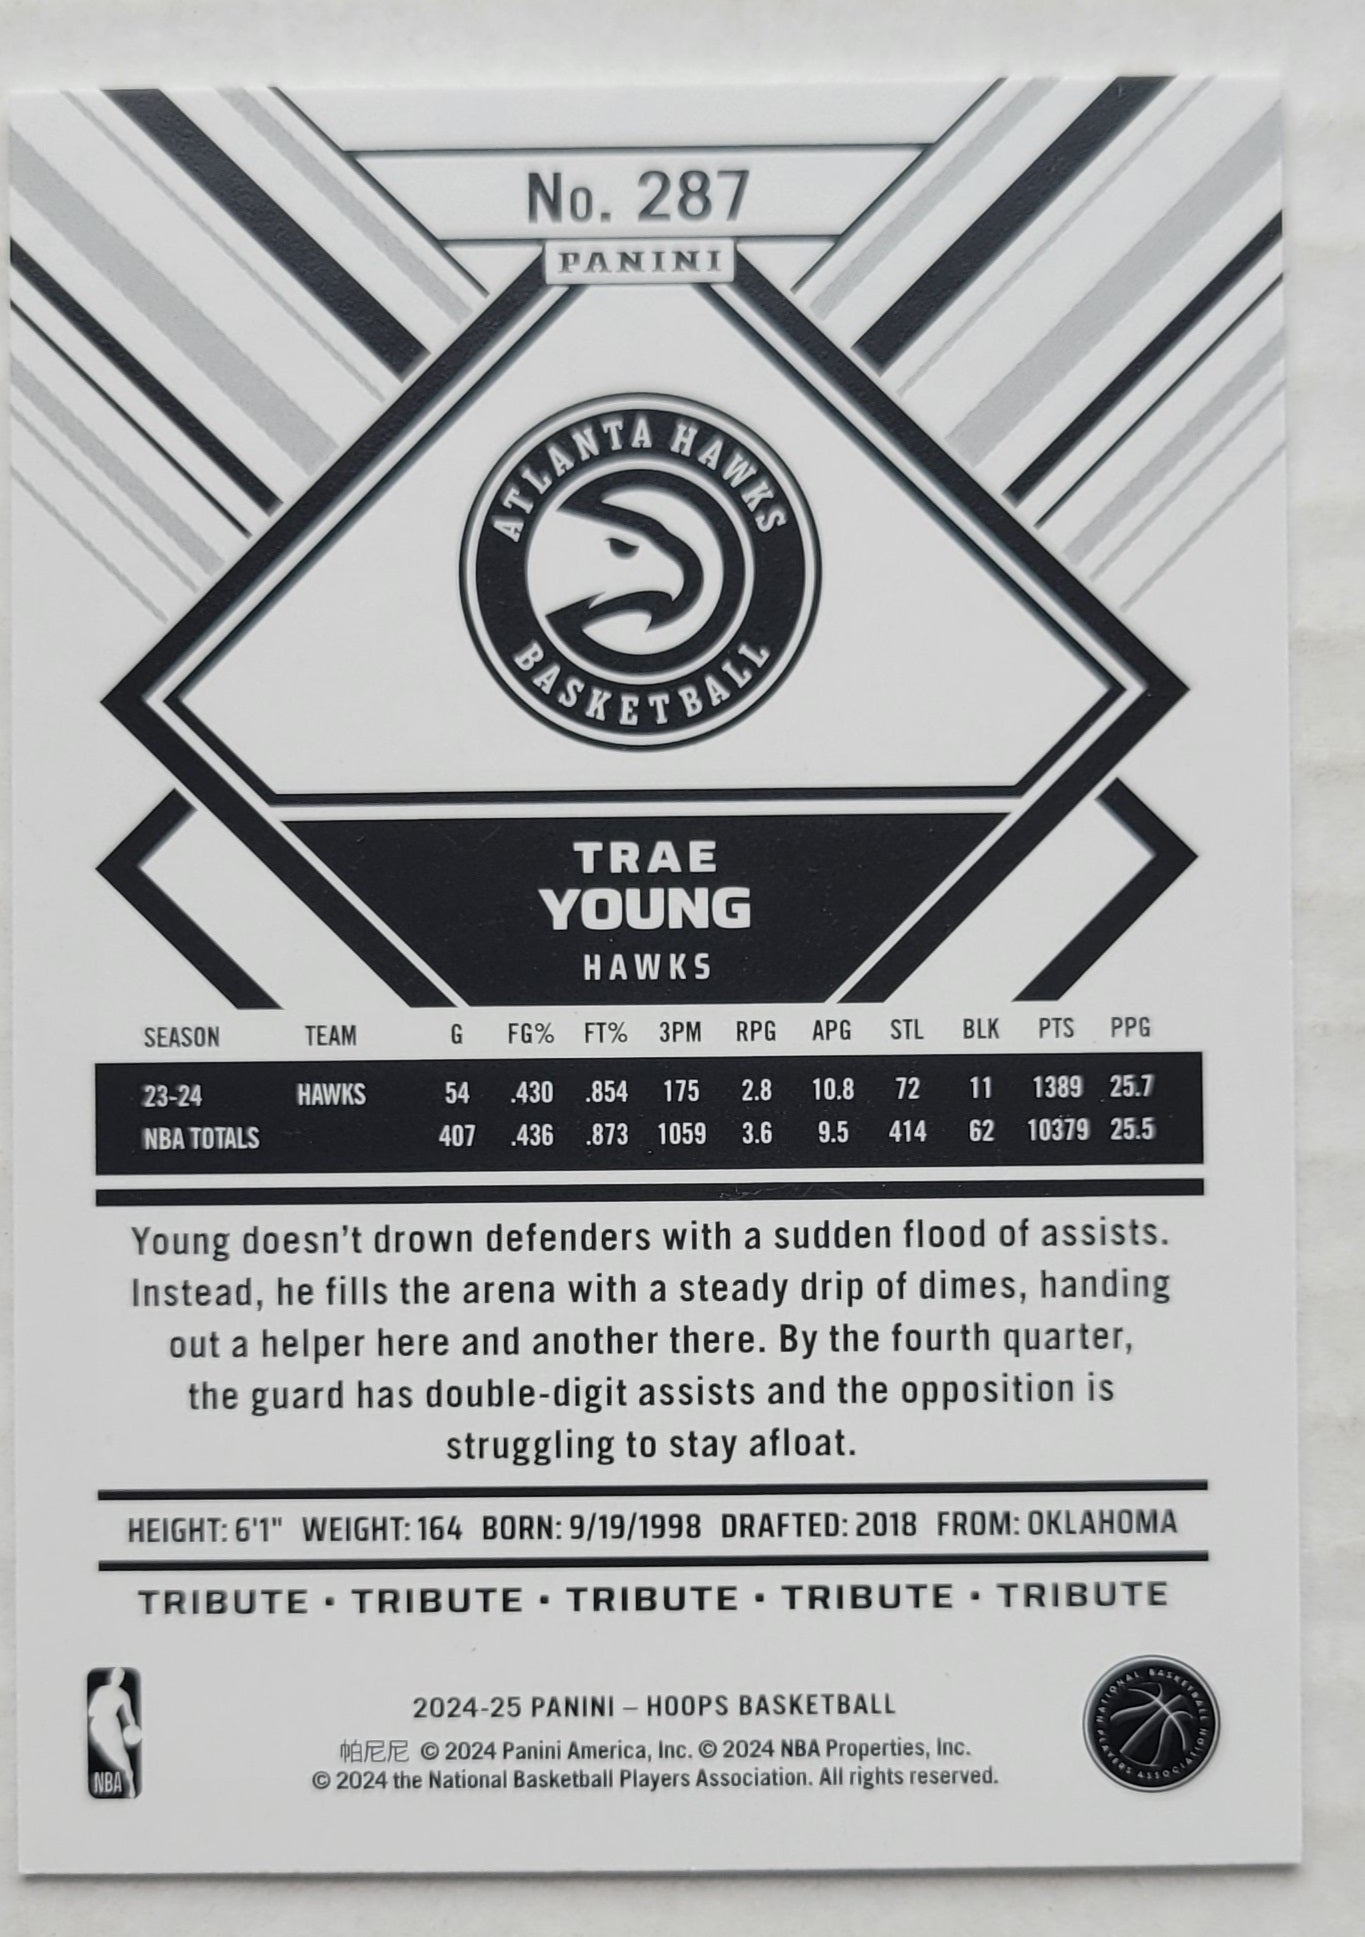 No. 287
PANINI
ATLANTA HAWKS
BASKETBALL
TRAE
YOUNG
HAWKS
SEASON TEAM G FG% FT% 3PM RPG APG STL BLK PTS PPG
23-24 HAWKS 54 .430 .854 175 2.8 10.8 72 11 1389 25.7
NBA TOTALS 407 .436 .873 1059 3.6 9.5 414 62 10379 25.5
Young doesn't drown defenders with a sudden flood of assists.
Instead, he fills the arena with a steady drip of dimes, handing
out a helper here and another there. By the fourth quarter,
the guard has double-digit assists and the opposition is
struggling to stay afloat.
HEIGHT: 6'1" WEIGHT: 164 BORN: 9/19/1998 DRAFTED: 2018 FROM: OKLAHOMA
TRIBUTE • TRIBUTE • TRIBUTE • TRIBUTE • TRIBUTE
2024-25 PANINI – HOOPS BASKETBALL
帕尼尼 © 2024 Panini America, Inc. © 2024 NBA Properties, Inc.
© 2024 the National Basketball Players Association. All rights reserved.
NBA
NATIONAL BASKETBALL
PLAYERS ASSOCIATION